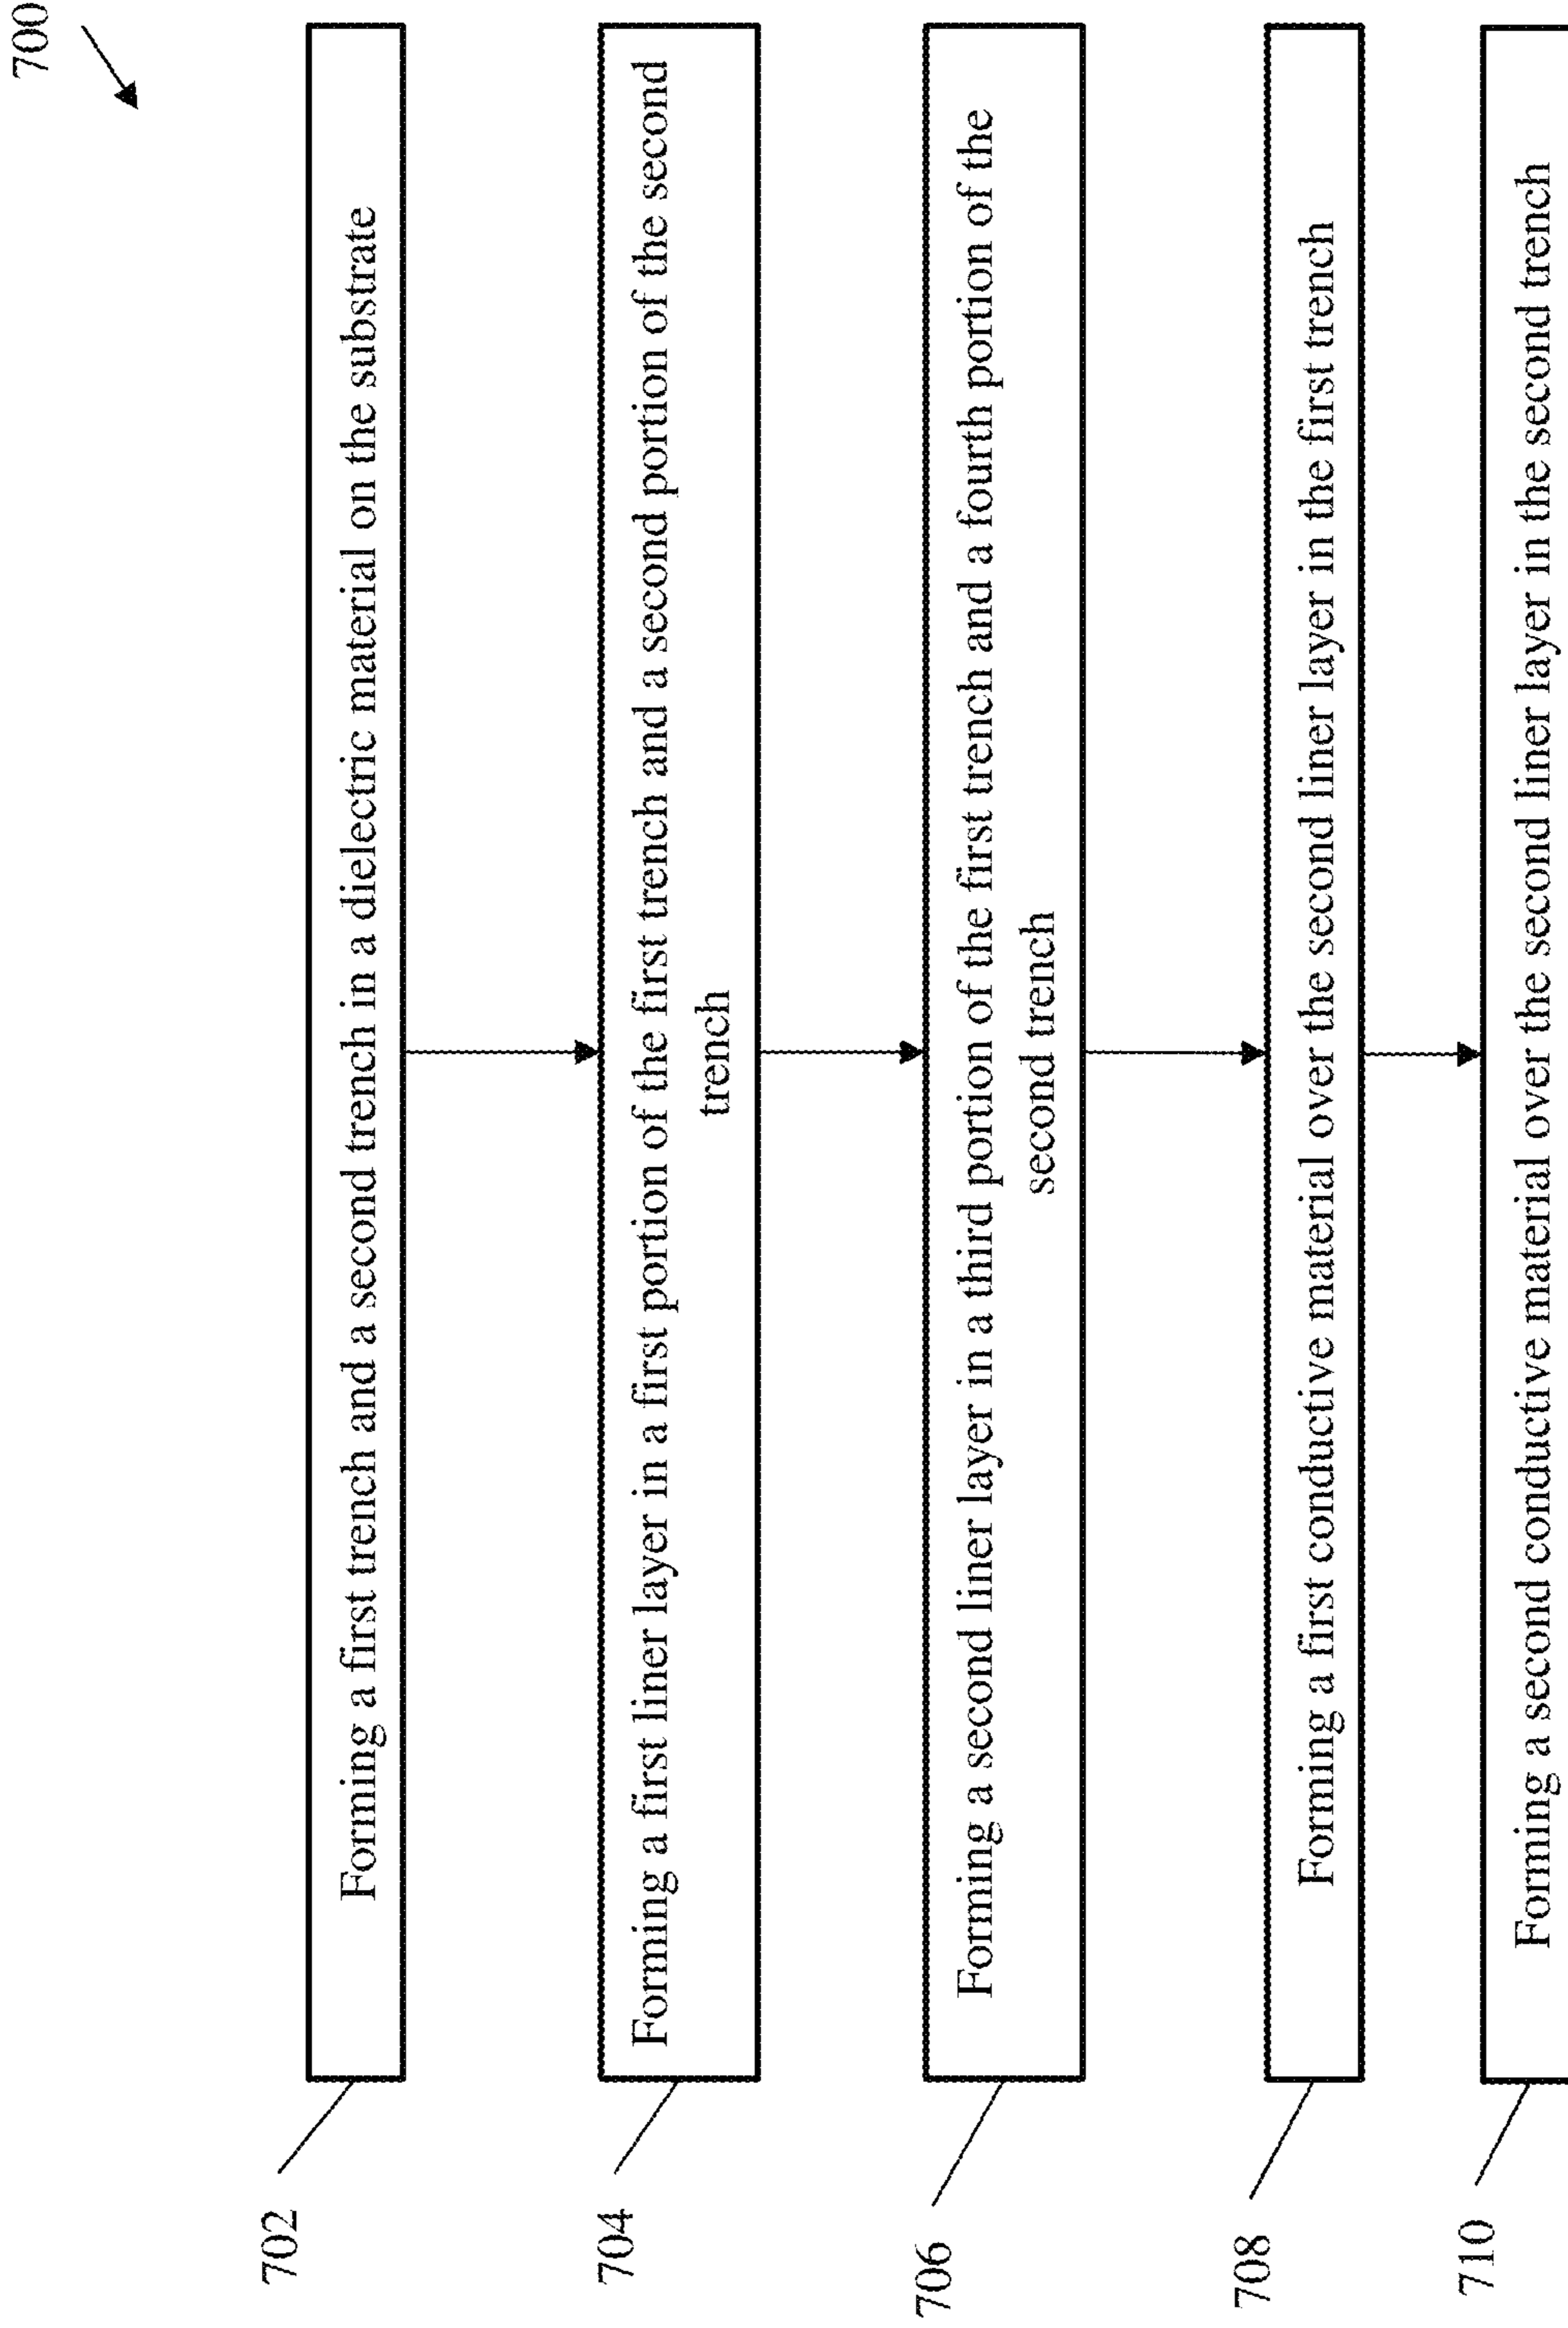 700
702
Forming a first trench and a second trench in a dielectric material on the substrate
704
Forming a first liner layer in a first portion of the first trench and a second portion of the second
trench
706
Forming a second liner layer in a third portion of the first trench and a fourth portion of the
second trench
708
Forming a first conductive material over the second liner layer in the first trench
710
Forming a second conductive material over the second liner layer in the second trench